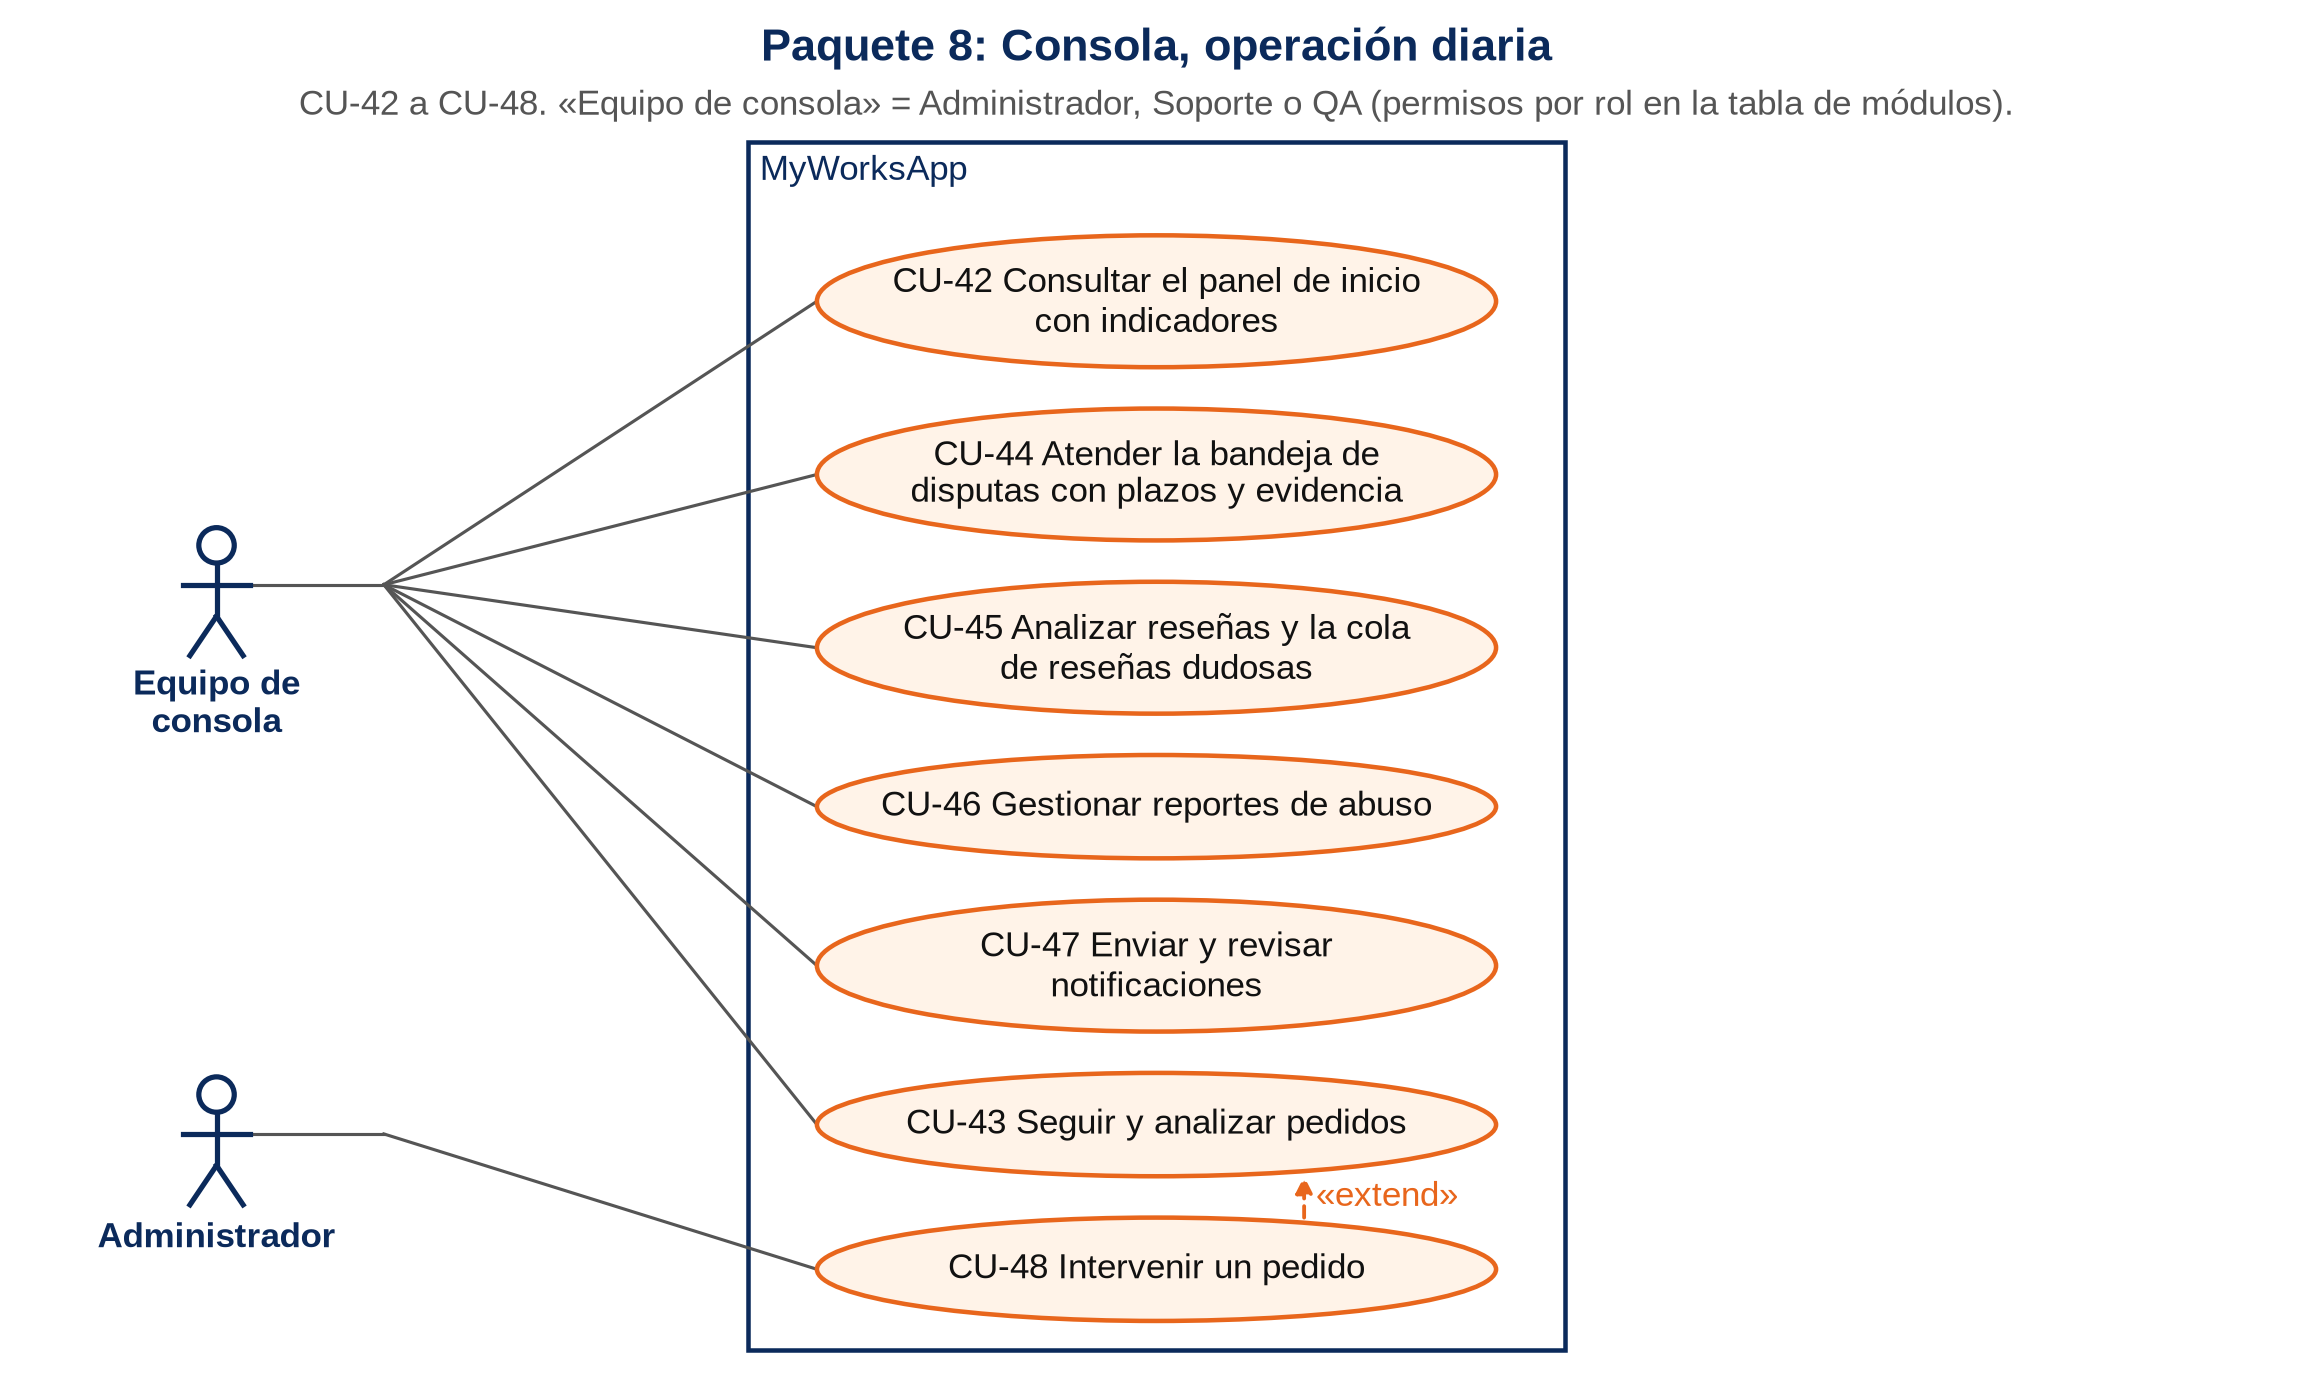 Paquete 8: Consola, operación diaria
CU-42 a CU-48. «Equipo de consola» = Administrador, Soporte o QA (permisos por rol en la tabla de módulos).
MyWorksApp
CU-42 Consultar el panel de inicio
con indicadores
CU-44 Atender la bandeja de
disputas con plazos y evidencia
CU-45 Analizar reseñas y la cola
de reseñas dudosas
Equipo de
consola
CU-46 Gestionar reportes de abuso
CU-47 Enviar y revisar
notificaciones
CU-43 Seguir y analizar pedidos
«extend»
Administrador
CU-48 Intervenir un pedido